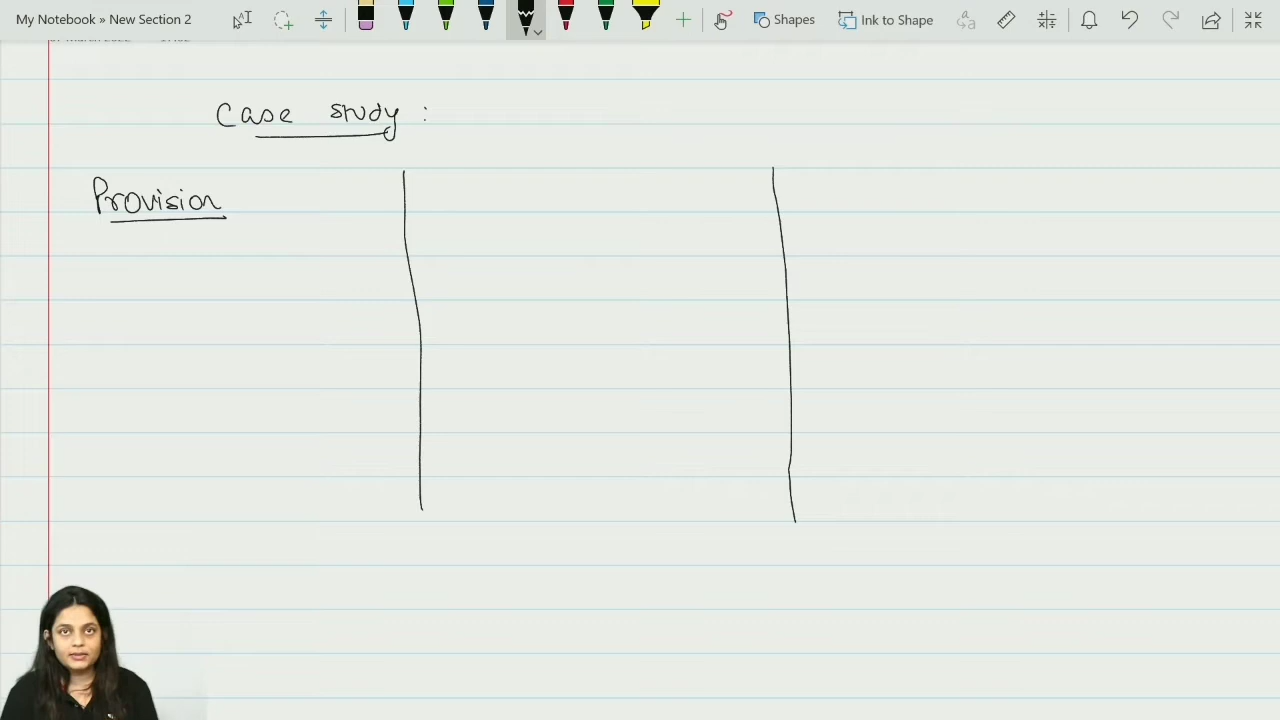 My Notebook » New Section 2
Shapes
Ink to Shape
Case study :
Provision